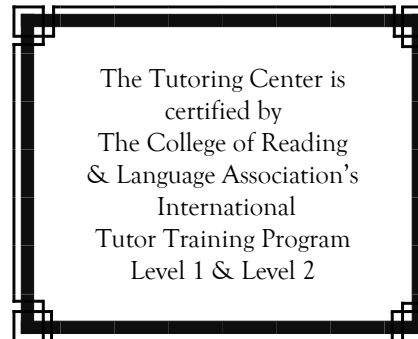 The Tutoring Center is
certified by
The College of Reading
& Language Association’s
International
Tutor Training Program
Level 1 & Level 2